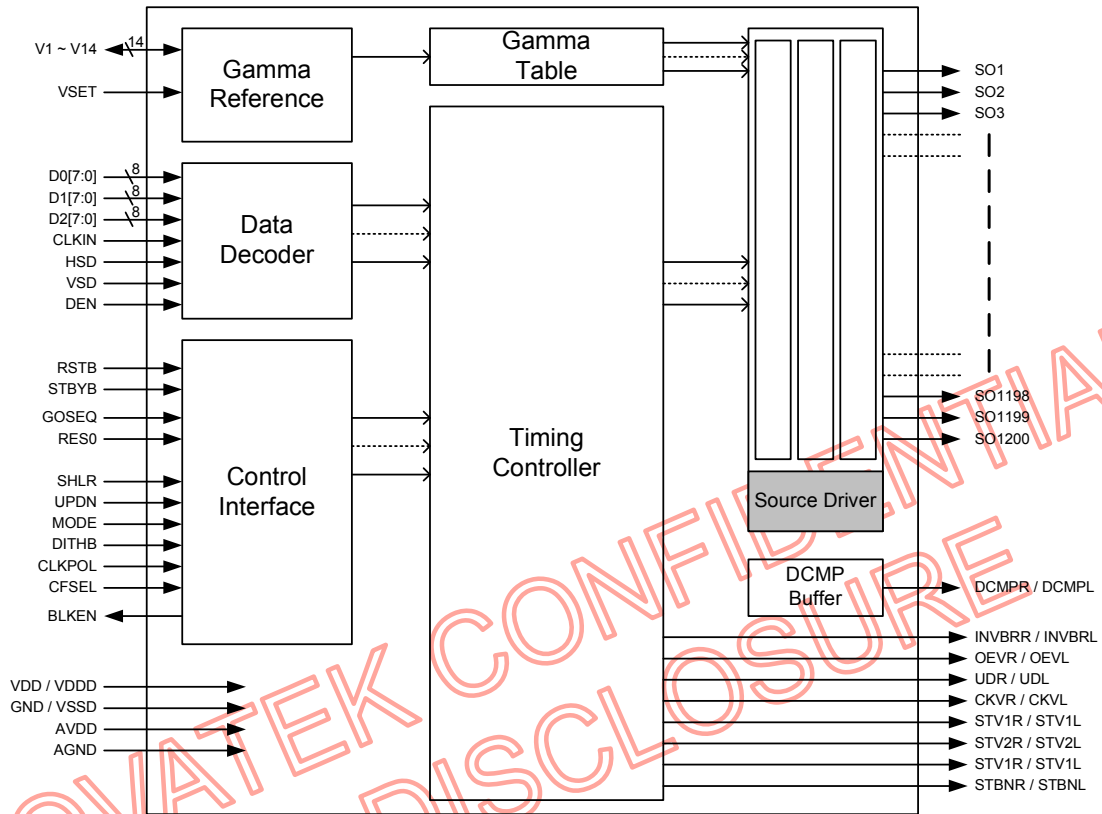 V1 ~ V14
14
VSET
Gamma
Reference
Gamma
Table
D0[7:0]
8
D1[7:0]
8
D2[7:0]
8
CLKIN
HSD
VSD
DEN
Data
Decoder
RSTB
STBYB
GOSEQ
RES0
SHLR
UPDN
MODE
DITHB
CLKPOL
CFSEL
BLKEN
Control
Interface
VDD / VDDD
GND / VSSD
AVDD
AGND
Timing
Controller
Source Driver
DCMP
Buffer
SO1
SO2
SO3
SO1198
SO1199
SO1200
DCMPR / DCMPL
INVBRR / INVBRL
OEVR / OEVL
UDR / UDL
CKVR / CKVL
STV1R / STV1L
STV2R / STV2L
STV1R / STV1L
STBNR / STBNL
OVATEK CONFIDENTIA
DISCLOSURE